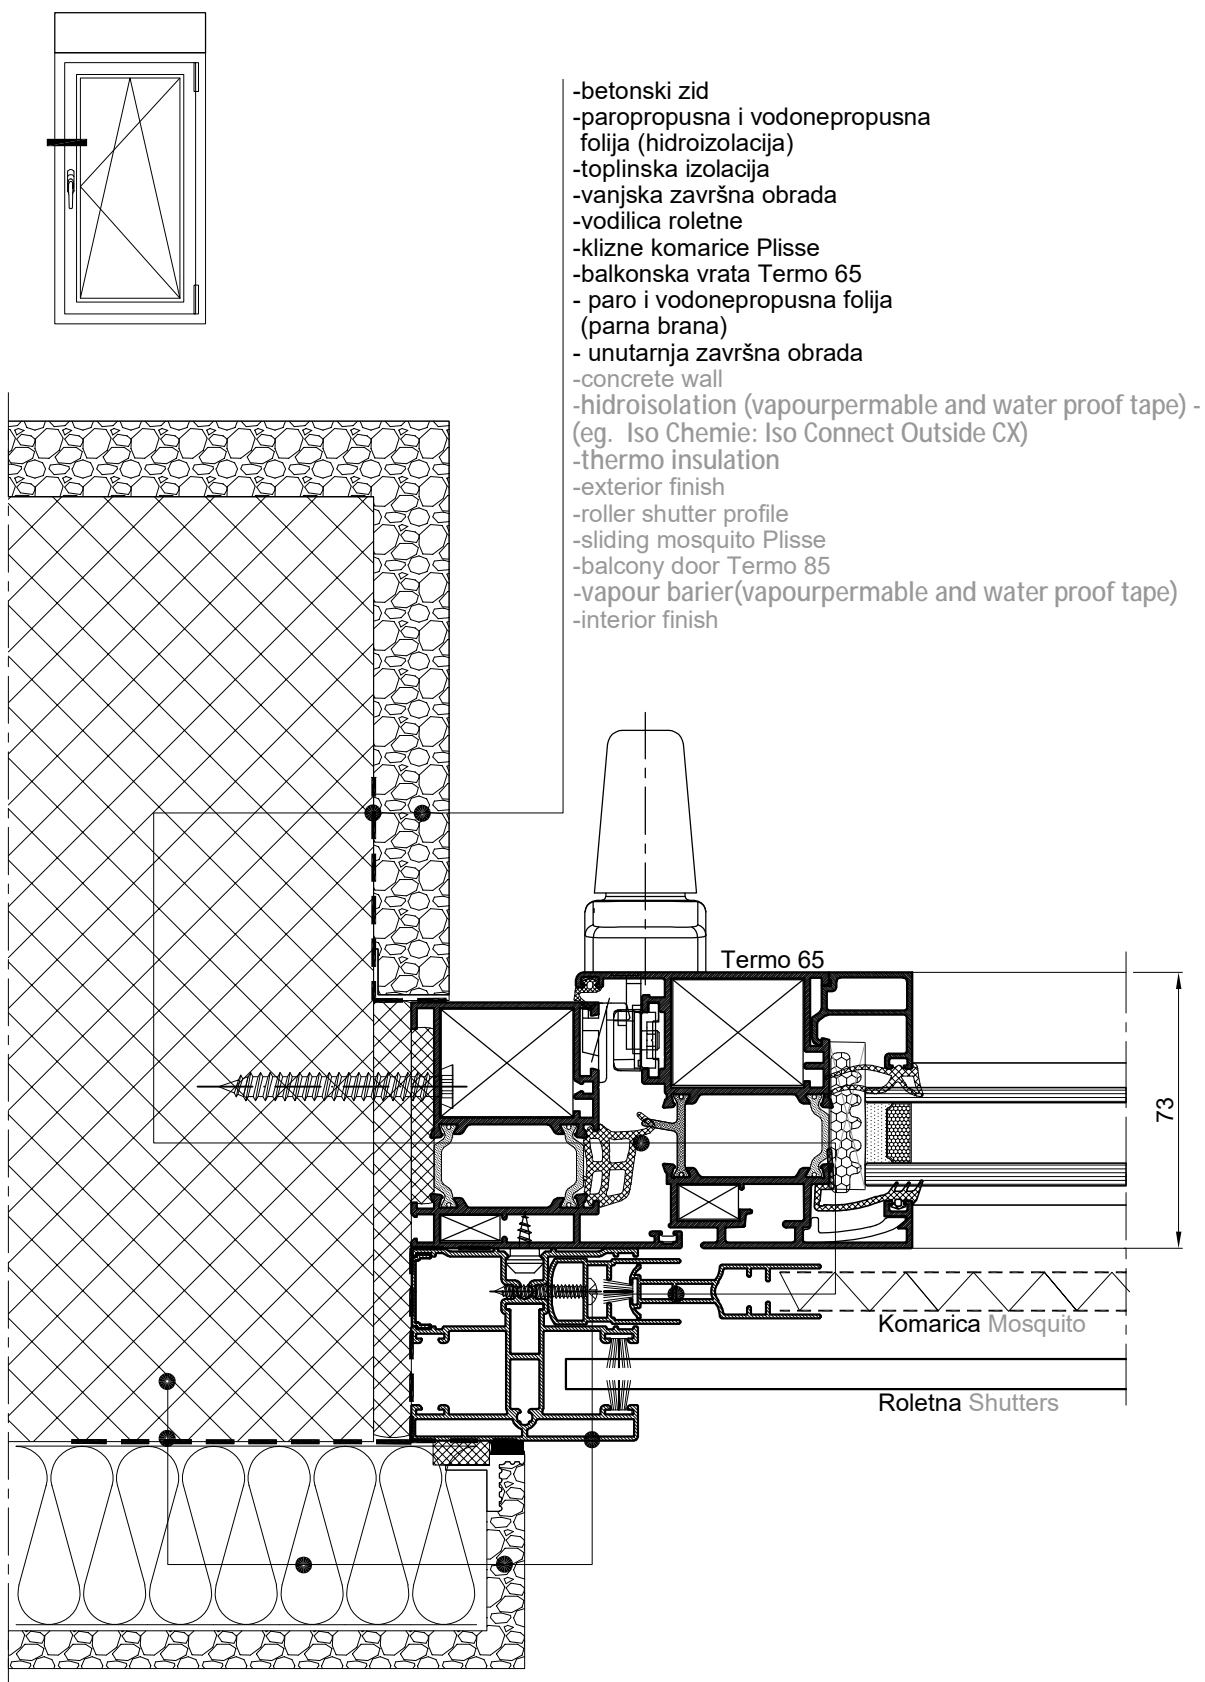 -betonski zid
-paropropusna i vodonepropusna
folija (hidroizolacija)
-toplinska izolacija
-vanjska završna obrada
-vodilica roletne
-klizne komarice Plisse
-balkonska vrata Termo 65
- paro i vodonepropusna folija
(parna brana)
- unutarnja završna obrada
-concrete wall
-hidroisolation (vapourpermable and water proof tape) -
(eg. Iso Chemie: Iso Connect Outside CX)
-thermo insulation
-exterior finish
-roller shutter profile
-sliding mosquito Plisse
-balcony door Termo 85
-vapour barier(vapourpermable and water proof tape)
-interior finish
Termo 65
73
Komarica Mosquito
Roletna Shutters